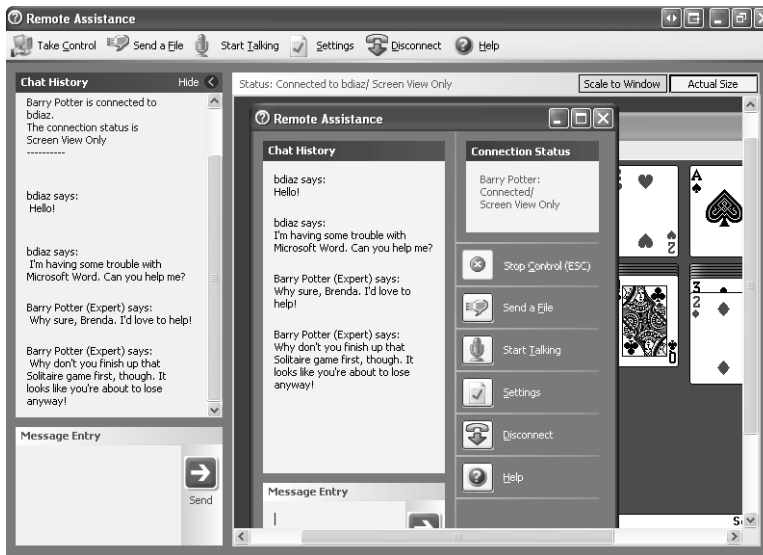 Remote Assistance
Take Control Send a File Start Talking Settings Disconnect Help
Chat History Hide
Barry Potter is connected to
bdiaz.
The connection status is
Screen View Only
----------
bdiaz says:
Hello!
bdiaz says:
I'm having some trouble with
Microsoft Word. Can you help me?
Barry Potter (Expert) says:
Why sure, Brenda. I'd love to help!
Barry Potter (Expert) says:
Why don't you finish up that
Solitaire game first, though. It
looks like you're about to lose
anyway!
Message Entry
Send
Status: Connected to bdiaz/ Screen View Only Scale to Window Actual Size
Remote Assistance
Chat History
bdiaz says:
Hello!
bdiaz says:
I'm having some trouble with
Microsoft Word. Can you help me?
Barry Potter (Expert) says:
Why sure, Brenda. I'd love to
help!
Barry Potter (Expert) says:
Why don't you finish up that
Solitaire game first, though. It
looks like you're about to lose
anyway!
Message Entry
Connection Status
Barry Potter:
Connected/
Screen View Only
Stop Control (ESC)
Send a File
Start Talking
Settings
Disconnect
Help
2
A
3
2
Q